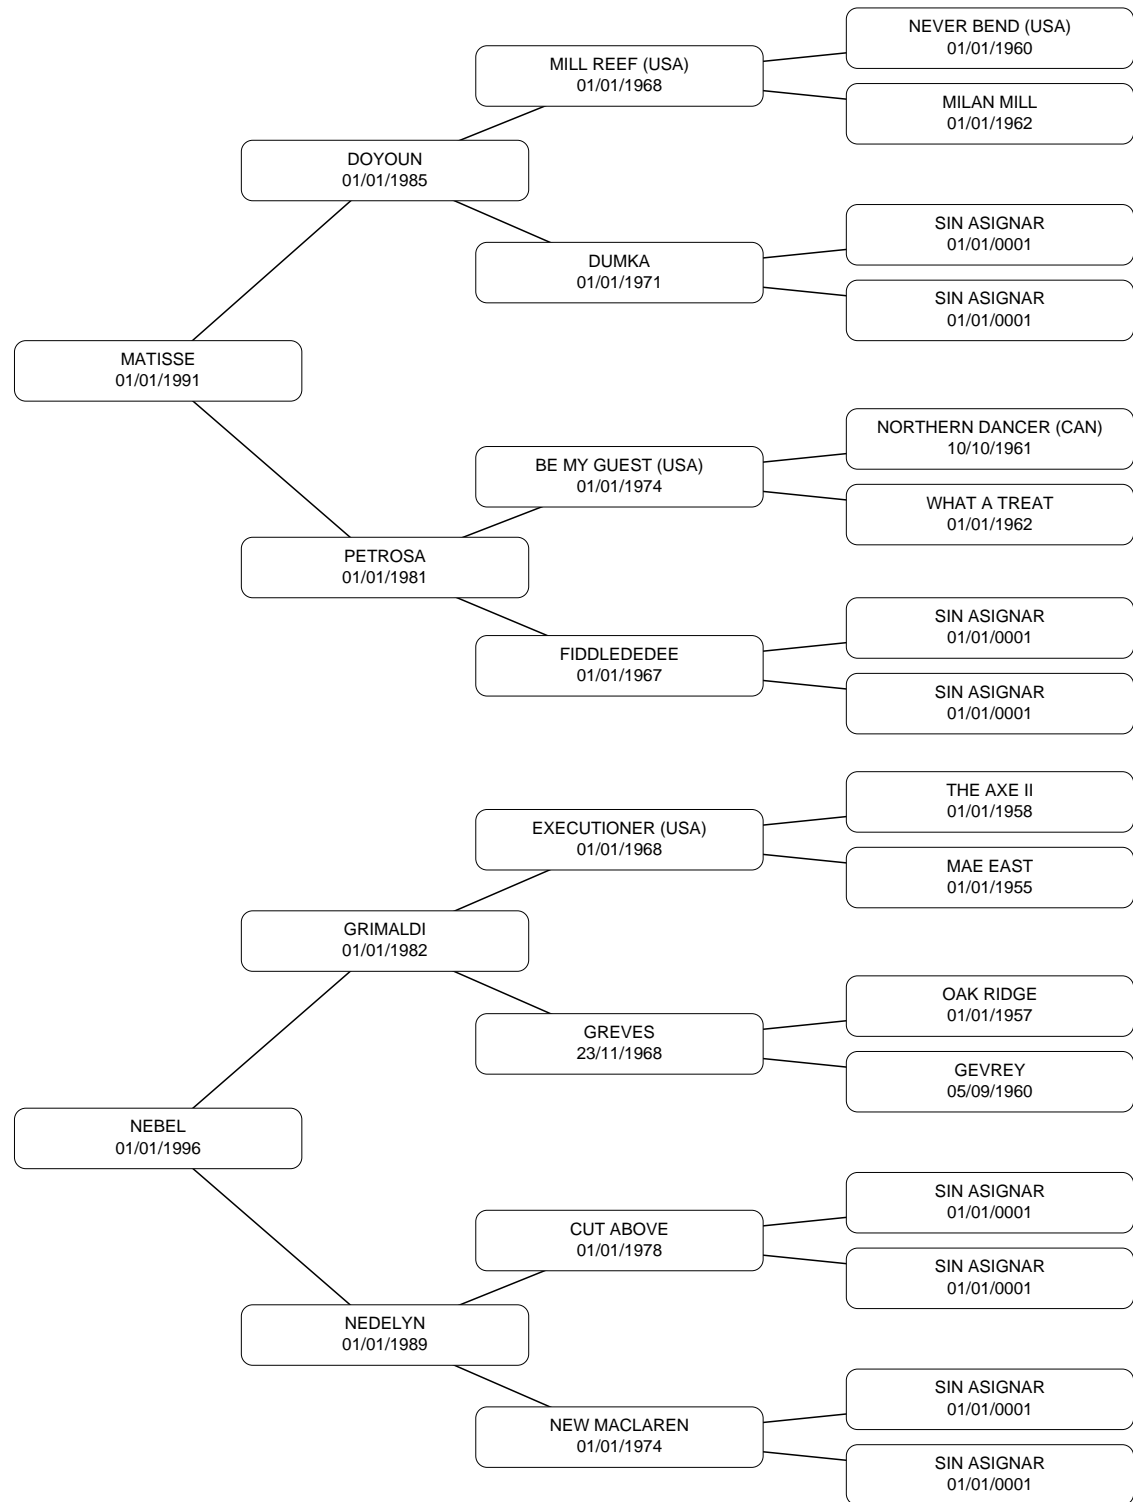 NEVER BEND (USA)
01/01/1960
MILL REEF (USA)
01/01/1968
MILAN MILL
01/01/1962
DOYOUN
01/01/1985
SIN ASIGNAR
01/01/0001
DUMKA
01/01/1971
SIN ASIGNAR
01/01/0001
MATISSE
01/01/1991
NORTHERN DANCER (CAN)
10/10/1961
BE MY GUEST (USA)
01/01/1974
WHAT A TREAT
01/01/1962
PETROSA
01/01/1981
SIN ASIGNAR
01/01/0001
FIDDLEDEDEE
01/01/1967
SIN ASIGNAR
01/01/0001
THE AXE II
01/01/1958
EXECUTIONER (USA)
01/01/1968
MAE EAST
01/01/1955
GRIMALDI
01/01/1982
OAK RIDGE
01/01/1957
GREVES
23/11/1968
GEVREY
05/09/1960
NEBEL
01/01/1996
SIN ASIGNAR
01/01/0001
CUT ABOVE
01/01/1978
SIN ASIGNAR
01/01/0001
NEDELYN
01/01/1989
SIN ASIGNAR
01/01/0001
NEW MACLAREN
01/01/1974
SIN ASIGNAR
01/01/0001